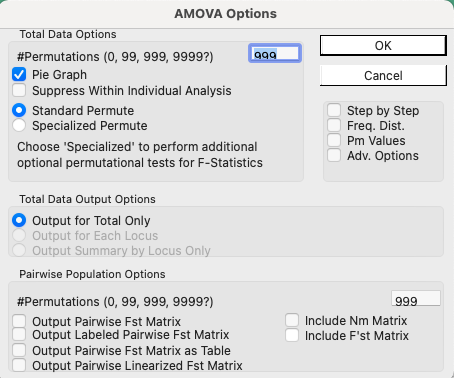 AMOVA Options
Total Data Options
#Permutations (0, 99, 999, 9999?) 999
Pie Graph
Suppress Within Individual Analysis
Standard Permute
Specialized Permute
Choose 'Specialized' to perform additional
optional permutational tests for F-Statistics
OK
Cancel
Step by Step
Freq. Dist.
Pm Values
Adv. Options
Total Data Output Options
Output for Total Only
Output for Each Locus
Output Summary by Locus Only
Pairwise Population Options
#Permutations (0, 99, 999, 9999?) 999
Output Pairwise Fst Matrix
Output Labeled Pairwise Fst Matrix
Output Pairwise Fst Matrix as Table
Output Pairwise Linearized Fst Matrix
Include Nm Matrix
Include F'st Matrix